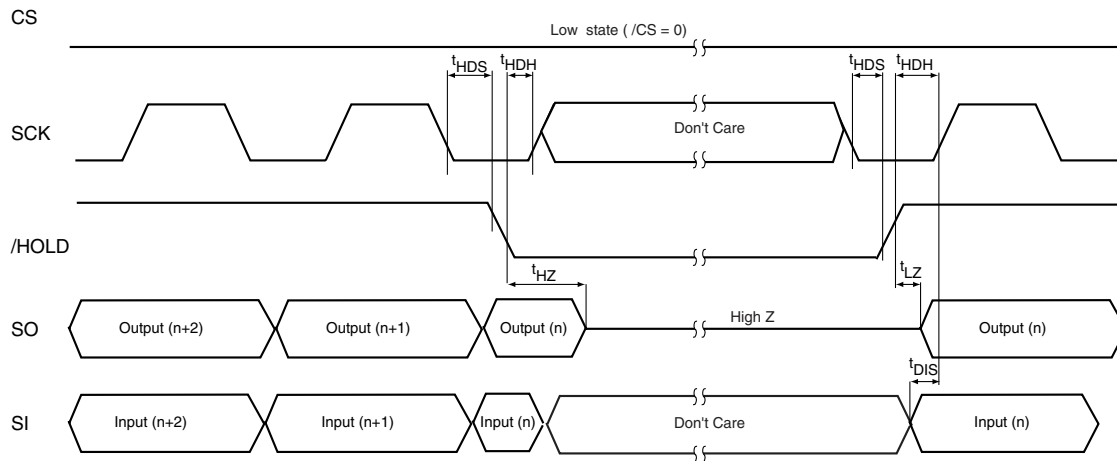 CS
Low state ( /CS = 0)
tHDS
tHDH
tHDS
tHDH
SCK
Don't Care
/HOLD
tHZ
tLZ
SO
Output (n+2)
Output (n+1)
Output (n)
High Z
Output (n)
tDIS
SI
Input (n+2)
Input (n+1)
Input (n)
Don't Care
Input (n)